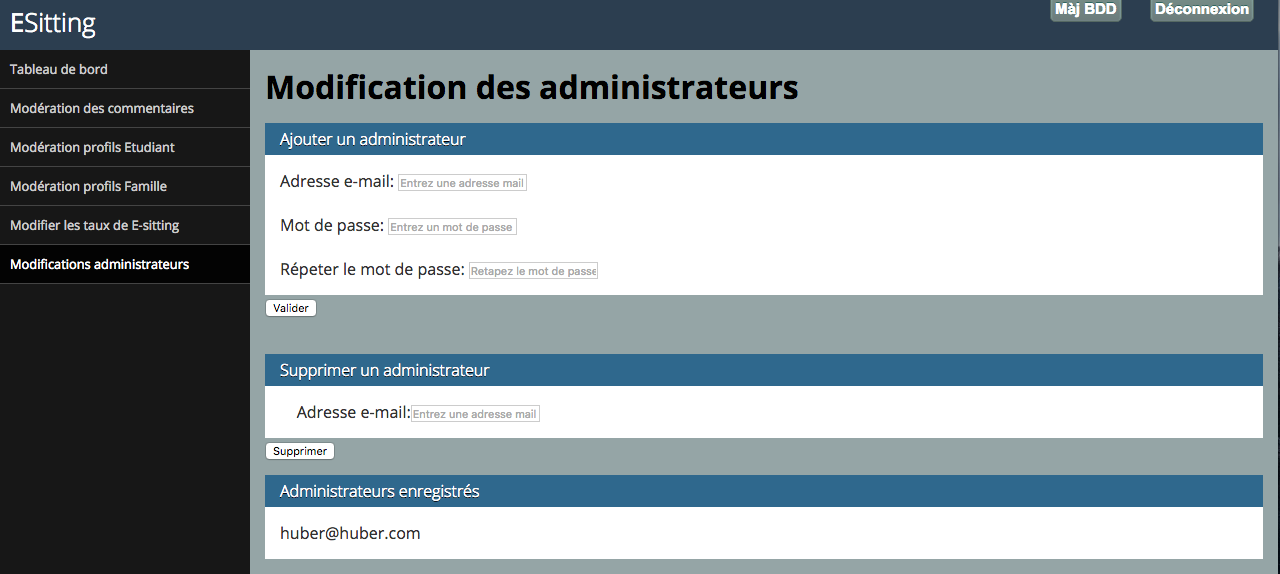 ESitting
Màj BDD
Déconnexion
Tableau de bord
Modération des commentaires
Modération profils Etudiant
Modération profils Famille
Modifier les taux de E-sitting
Modifications administrateurs
Modification des administrateurs
Ajouter un administrateur
Adresse e-mail: Entrez une adresse mail
Mot de passe: Entrez un mot de passe
Répeter le mot de passe: Retapez le mot de passe
Valider
Supprimer un administrateur
Adresse e-mail:Entrez une adresse mail
Supprimer
Administrateurs enregistrés
huber@huber.com